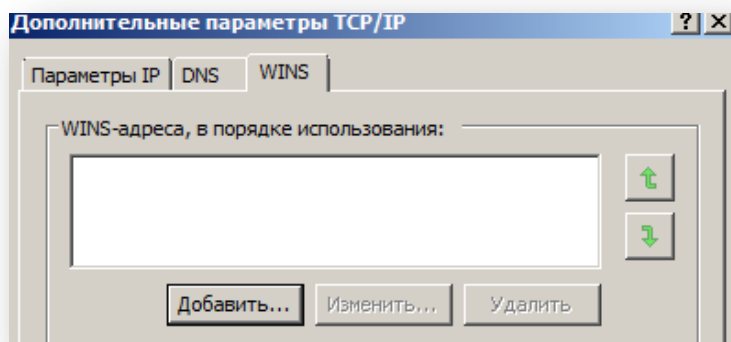 Дополнительные параметры TCP/IP
Параметры IP DNS WINS
WINS-адреса, в порядке использования:
Добавить... Изменить... Удалить